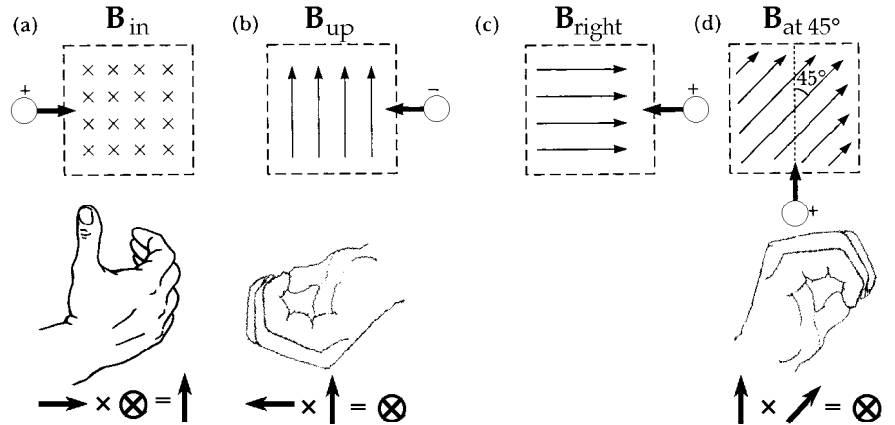 (a) B in (b) B up (c) B right (d) B at 45°
+ − + 45°
+
× ⊗ = ↑ × ↑ = ⊗ ↑ × ↗ = ⊗